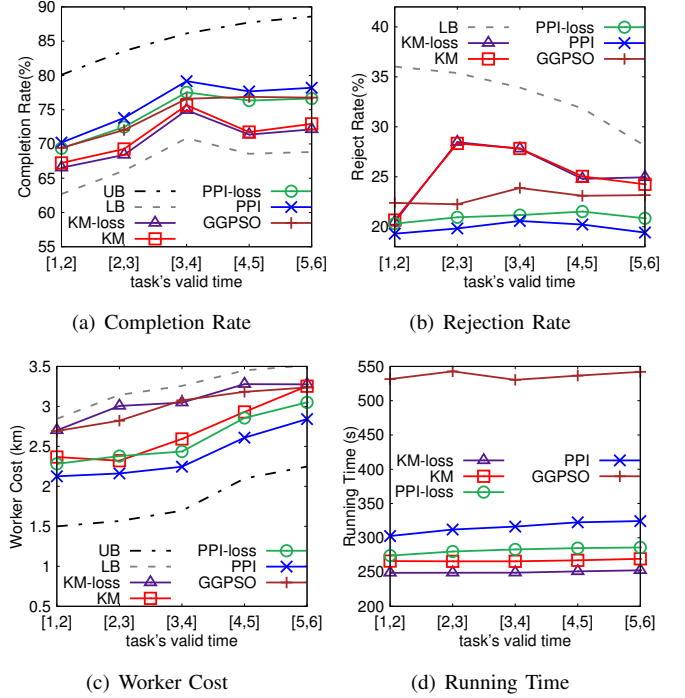 90
85
80
75
70
65
60
55
Completion Rate(%)
UB
LB
KM-loss
KM
PPI-loss
PPI
GGPSO
[1,2] [2,3] [3,4] [4,5] [5,6]
task's valid time
(a) Completion Rate
40
35
30
25
20
Reject Rate(%)
LB
KM-loss
KM
PPI-loss
PPI
GGPSO
[1,2] [2,3] [3,4] [4,5] [5,6]
task's valid time
(b) Rejection Rate
3.5
3
2.5
2
1.5
1
0.5
Worker Cost (km)
UB
LB
KM-loss
KM
PPI-loss
PPI
GGPSO
[1,2] [2,3] [3,4] [4,5] [5,6]
task's valid time
(c) Worker Cost
550
500
450
400
350
300
250
200
Running Time (s)
KM-loss
KM
PPI-loss
PPI
GGPSO
[1,2] [2,3] [3,4] [4,5] [5,6]
task's valid time
(d) Running Time